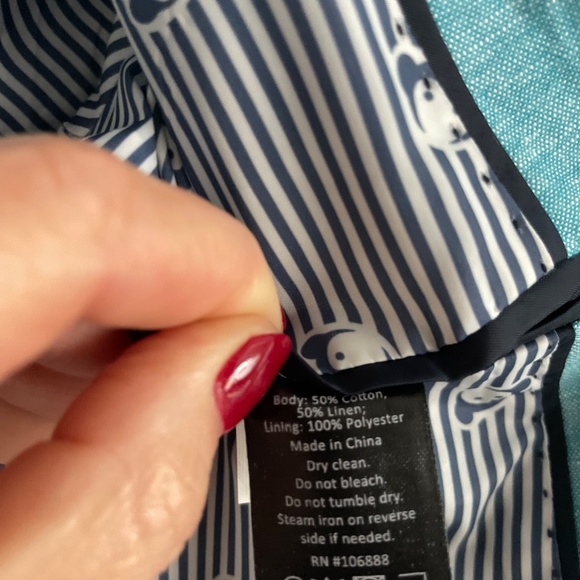 Body: 50% Cotton,
50% Linen;
Lining: 100% Polyester
Made in China
Dry clean.
Do not bleach.
Do not tumble dry.
Steam iron on reverse
side if needed.
RN #106888